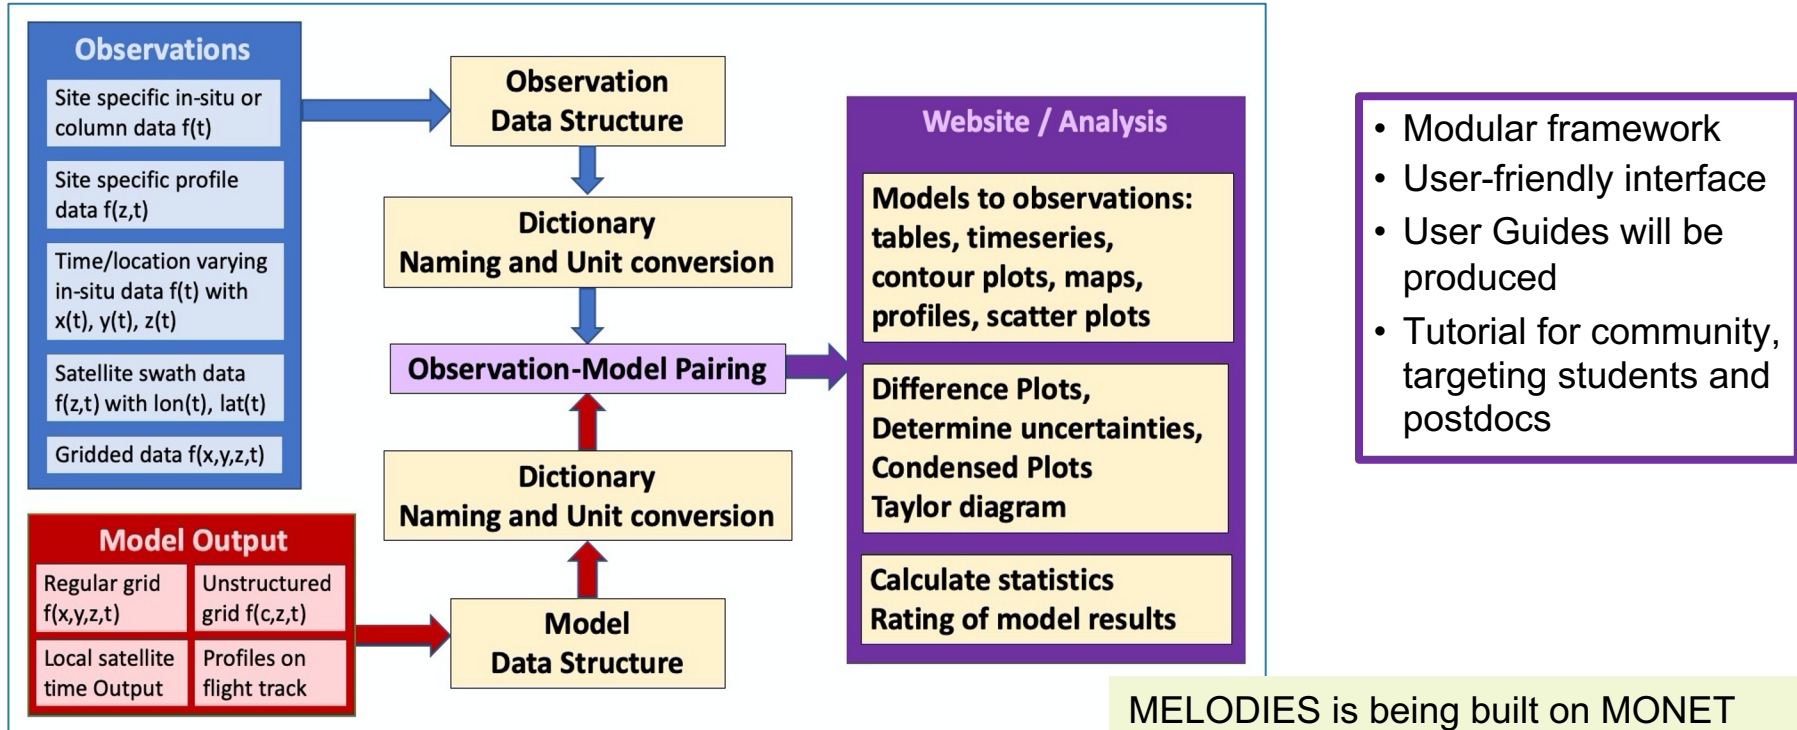 Observations
Site specific in-situ or
column data f(t)
Site specific profile
data f(z,t)
Time/location varying
in-situ data f(t) with
x(t), y(t), z(t)
Satellite swath data
f(z,t) with lon(t), lat(t)
Gridded data f(x,y,z,t)
Model Output
Regular grid
f(x,y,z,t)
Unstructured
grid f(c,z,t)
Local satellite
time Output
Profiles on
flight track
Observation
Data Structure
Dictionary
Naming and Unit conversion
Observation-Model Pairing
Dictionary
Naming and Unit conversion
Model
Data Structure
Website / Analysis
Models to observations:
tables, timeseries,
contour plots, maps,
profiles, scatter plots
Difference Plots,
Determine uncertainties,
Condensed Plots
Taylor diagram
Calculate statistics
Rating of model results
• Modular framework
• User-friendly interface
• User Guides will be
produced
• Tutorial for community,
targeting students and
postdocs
MELODIES is being built on MONET